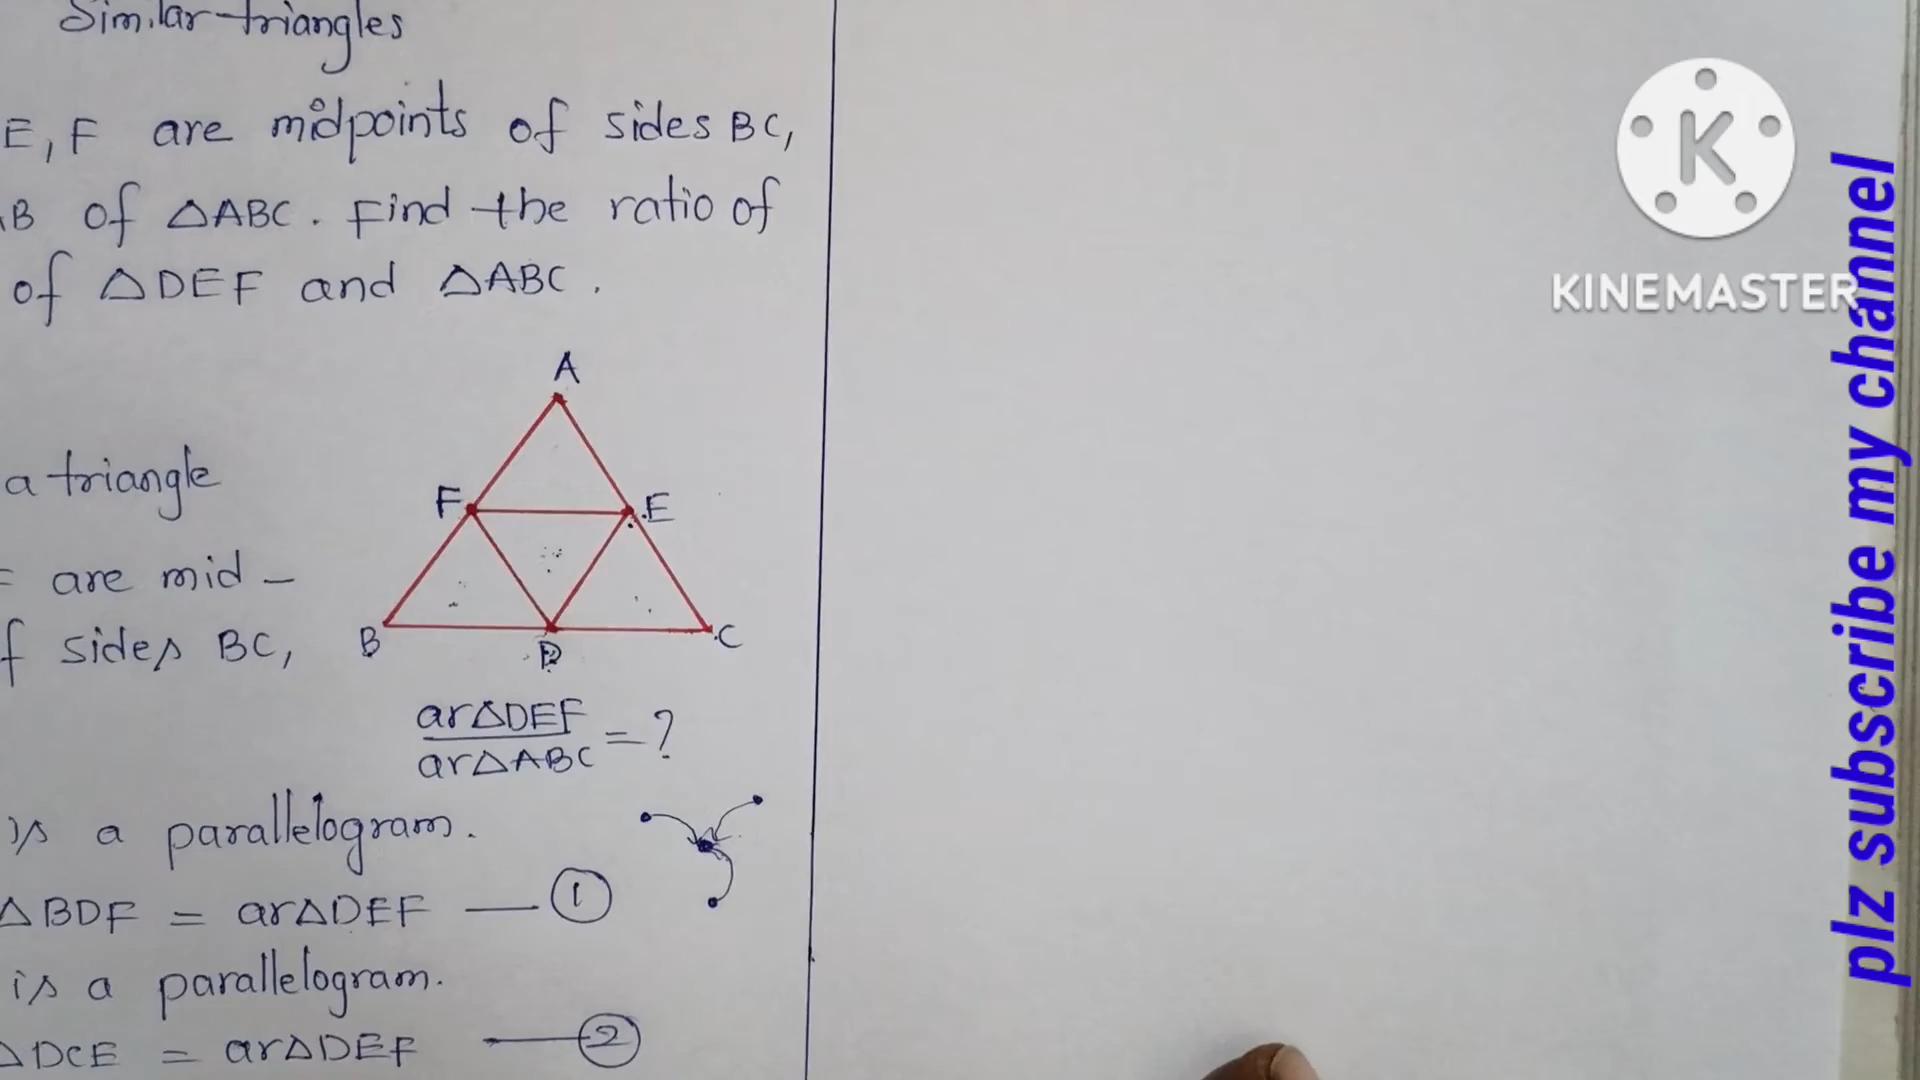 Similar triangles
E, F are midpoints of sides BC,
AB of △ABC. Find the ratio of
of △DEF and △ABC.
A
a triangle
F
E
are mid -
B
D
C
of sides BC,
ar△DEF
ar△ABC
= ?
is a parallelogram.
△BDF = ar△DEF — 1
is a parallelogram.
△DCE = ar△DEF — 2
K
KINEMASTER
plz subscribe my channel